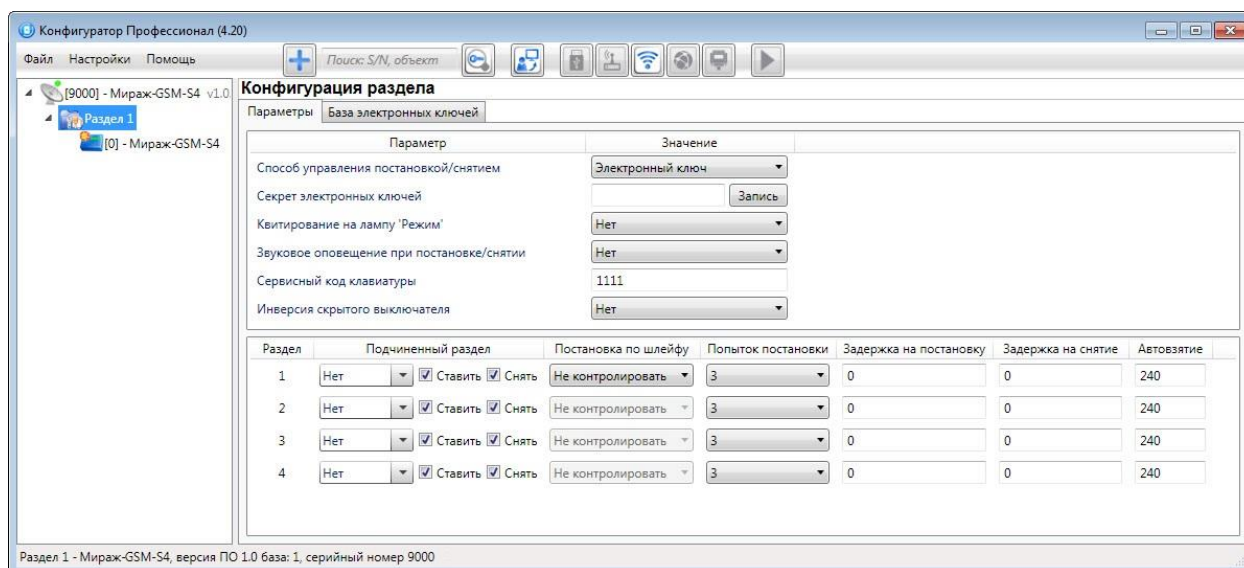 Конфигуратор Профессионал (4.20)
Файл Настройки Помощь Поиск: S/N, объект
[9000] - Мираж-GSM-S4 v1.0
Раздел 1
[0] - Мираж-GSM-S4
Конфигурация раздела
Параметры База электронных ключей
Параметр Значение
Способ управления постановкой/снятием Электронный ключ
Секрет электронных ключей Запись
Квитирование на лампу 'Режим' Нет
Звуковое оповещение при постановке/снятии Нет
Сервисный код клавиатуры 1111
Инверсия скрытого выключателя Нет
Раздел Подчиненный раздел Постановка по шлейфу Попыток постановки Задержка на постановку Задержка на снятие Автовзятие
1 Нет Ставить Снять Не контролировать 3 0 0 240
2 Нет Ставить Снять Не контролировать 3 0 0 240
3 Нет Ставить Снять Не контролировать 3 0 0 240
4 Нет Ставить Снять Не контролировать 3 0 0 240
Раздел 1 - Мираж-GSM-S4, версия ПО 1.0 база: 1, серийный номер 9000